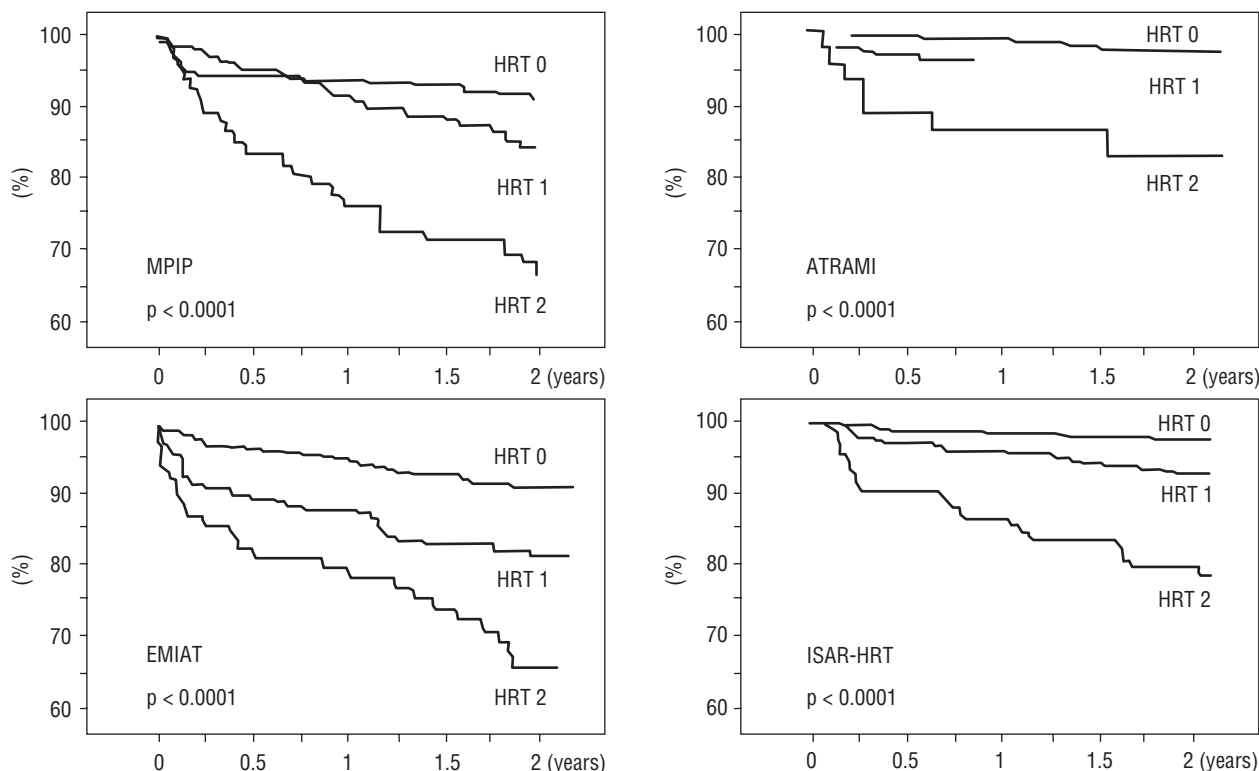 100
90
80
70
60
(%)
HRT 0
HRT 1
HRT 2
MPIP
p < 0.0001
0 0.5 1 1.5 2 (years)
100
90
80
70
60
(%)
HRT 0
HRT 1
HRT 2
ATRAMI
p < 0.0001
0 0.5 1 1.5 2 (years)
100
90
80
70
60
(%)
HRT 0
HRT 1
HRT 2
EMIAT
p < 0.0001
0 0.5 1 1.5 2 (years)
100
90
80
70
60
(%)
HRT 0
HRT 1
HRT 2
ISAR-HRT
p < 0.0001
0 0.5 1 1.5 2 (years)